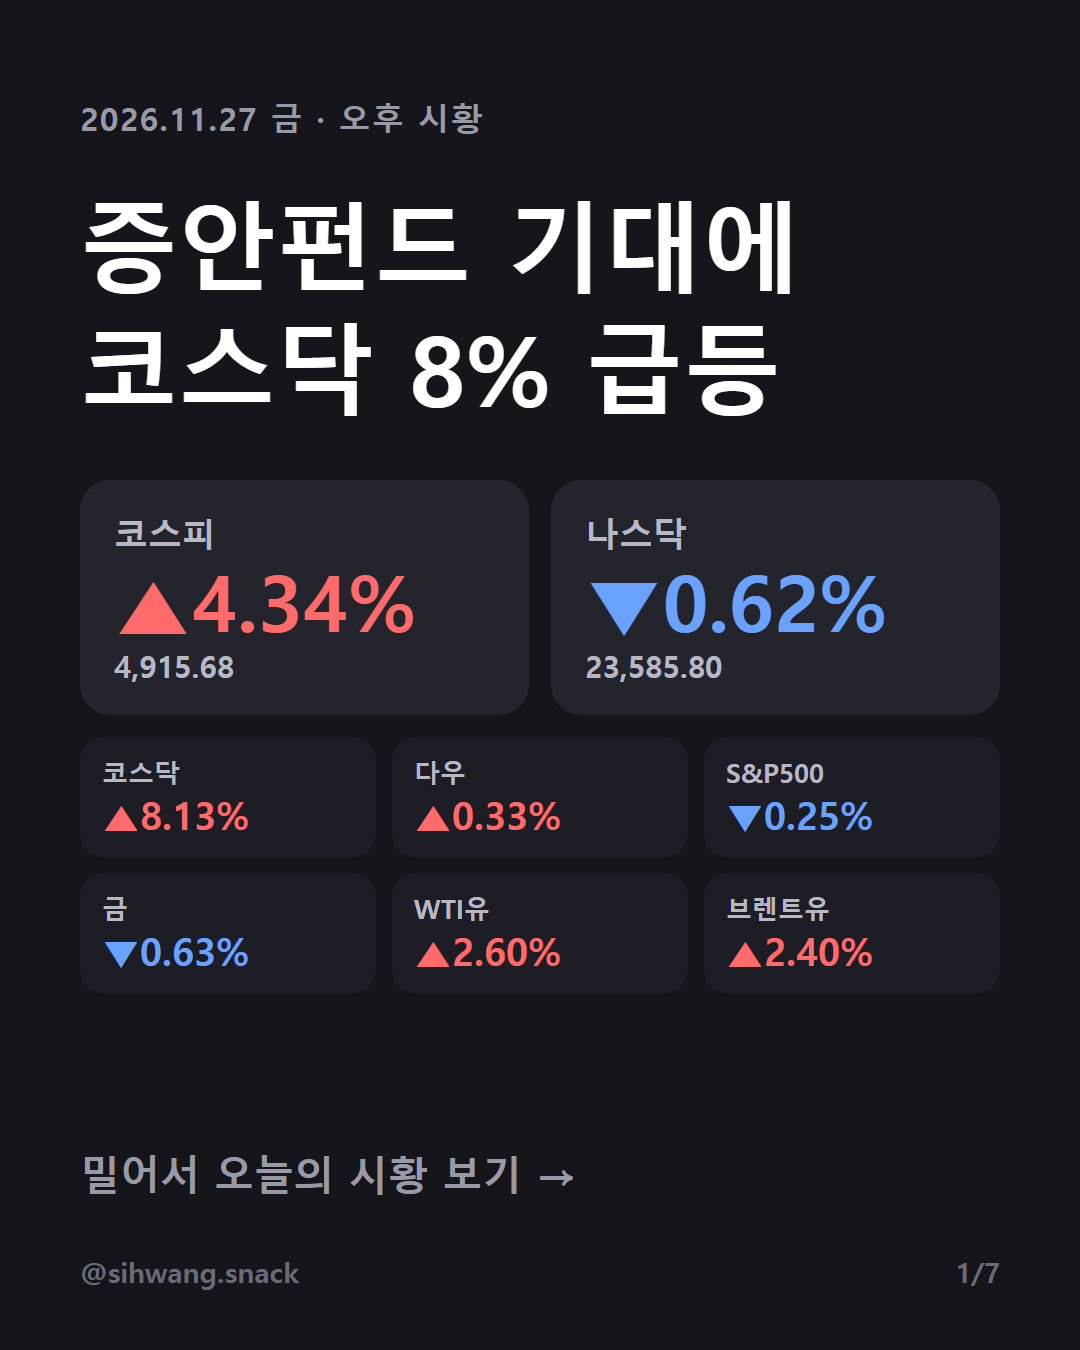 2026.11.27 금 · 오후 시황
증안펀드 기대에
코스닥 8% 급등
코스피
▲4.34%
4,915.68
나스닥
▼0.62%
23,585.80
코스닥
▲8.13%
다우
▲0.33%
S&P500
▼0.25%
금
▼0.63%
WTI유
▲2.60%
브렌트유
▲2.40%
밀어서 오늘의 시황 보기 →
@sihwang.snack
1/7